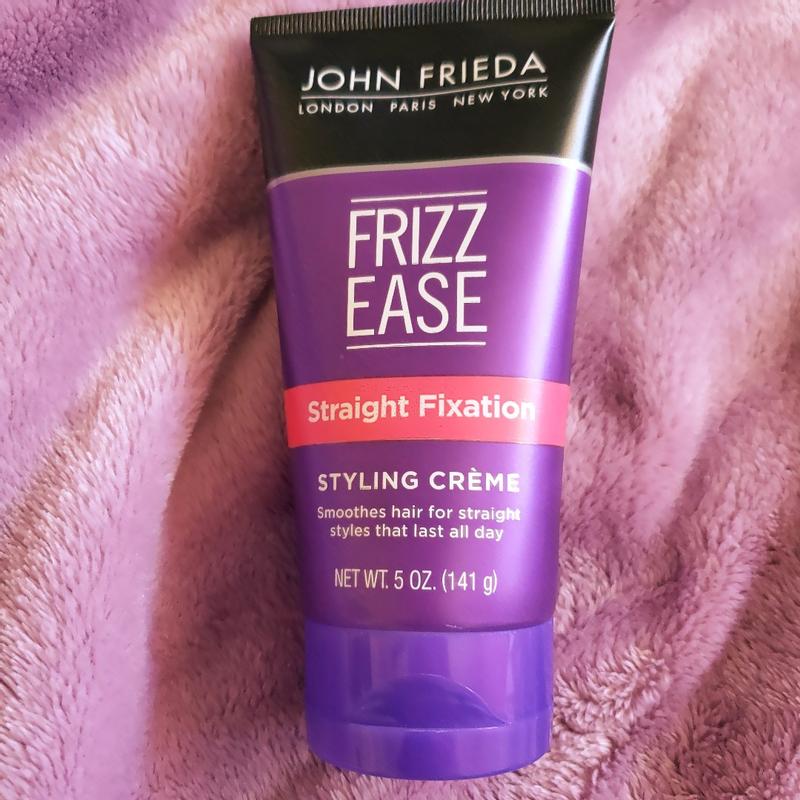 JOHN FRIEDA
LONDON PARIS NEW YORK
FRIZZ
EASE
Straight Fixation
STYLING CRÈME
Smoothes hair for straight
styles that last all day
NET WT. 5 OZ. (141 g)